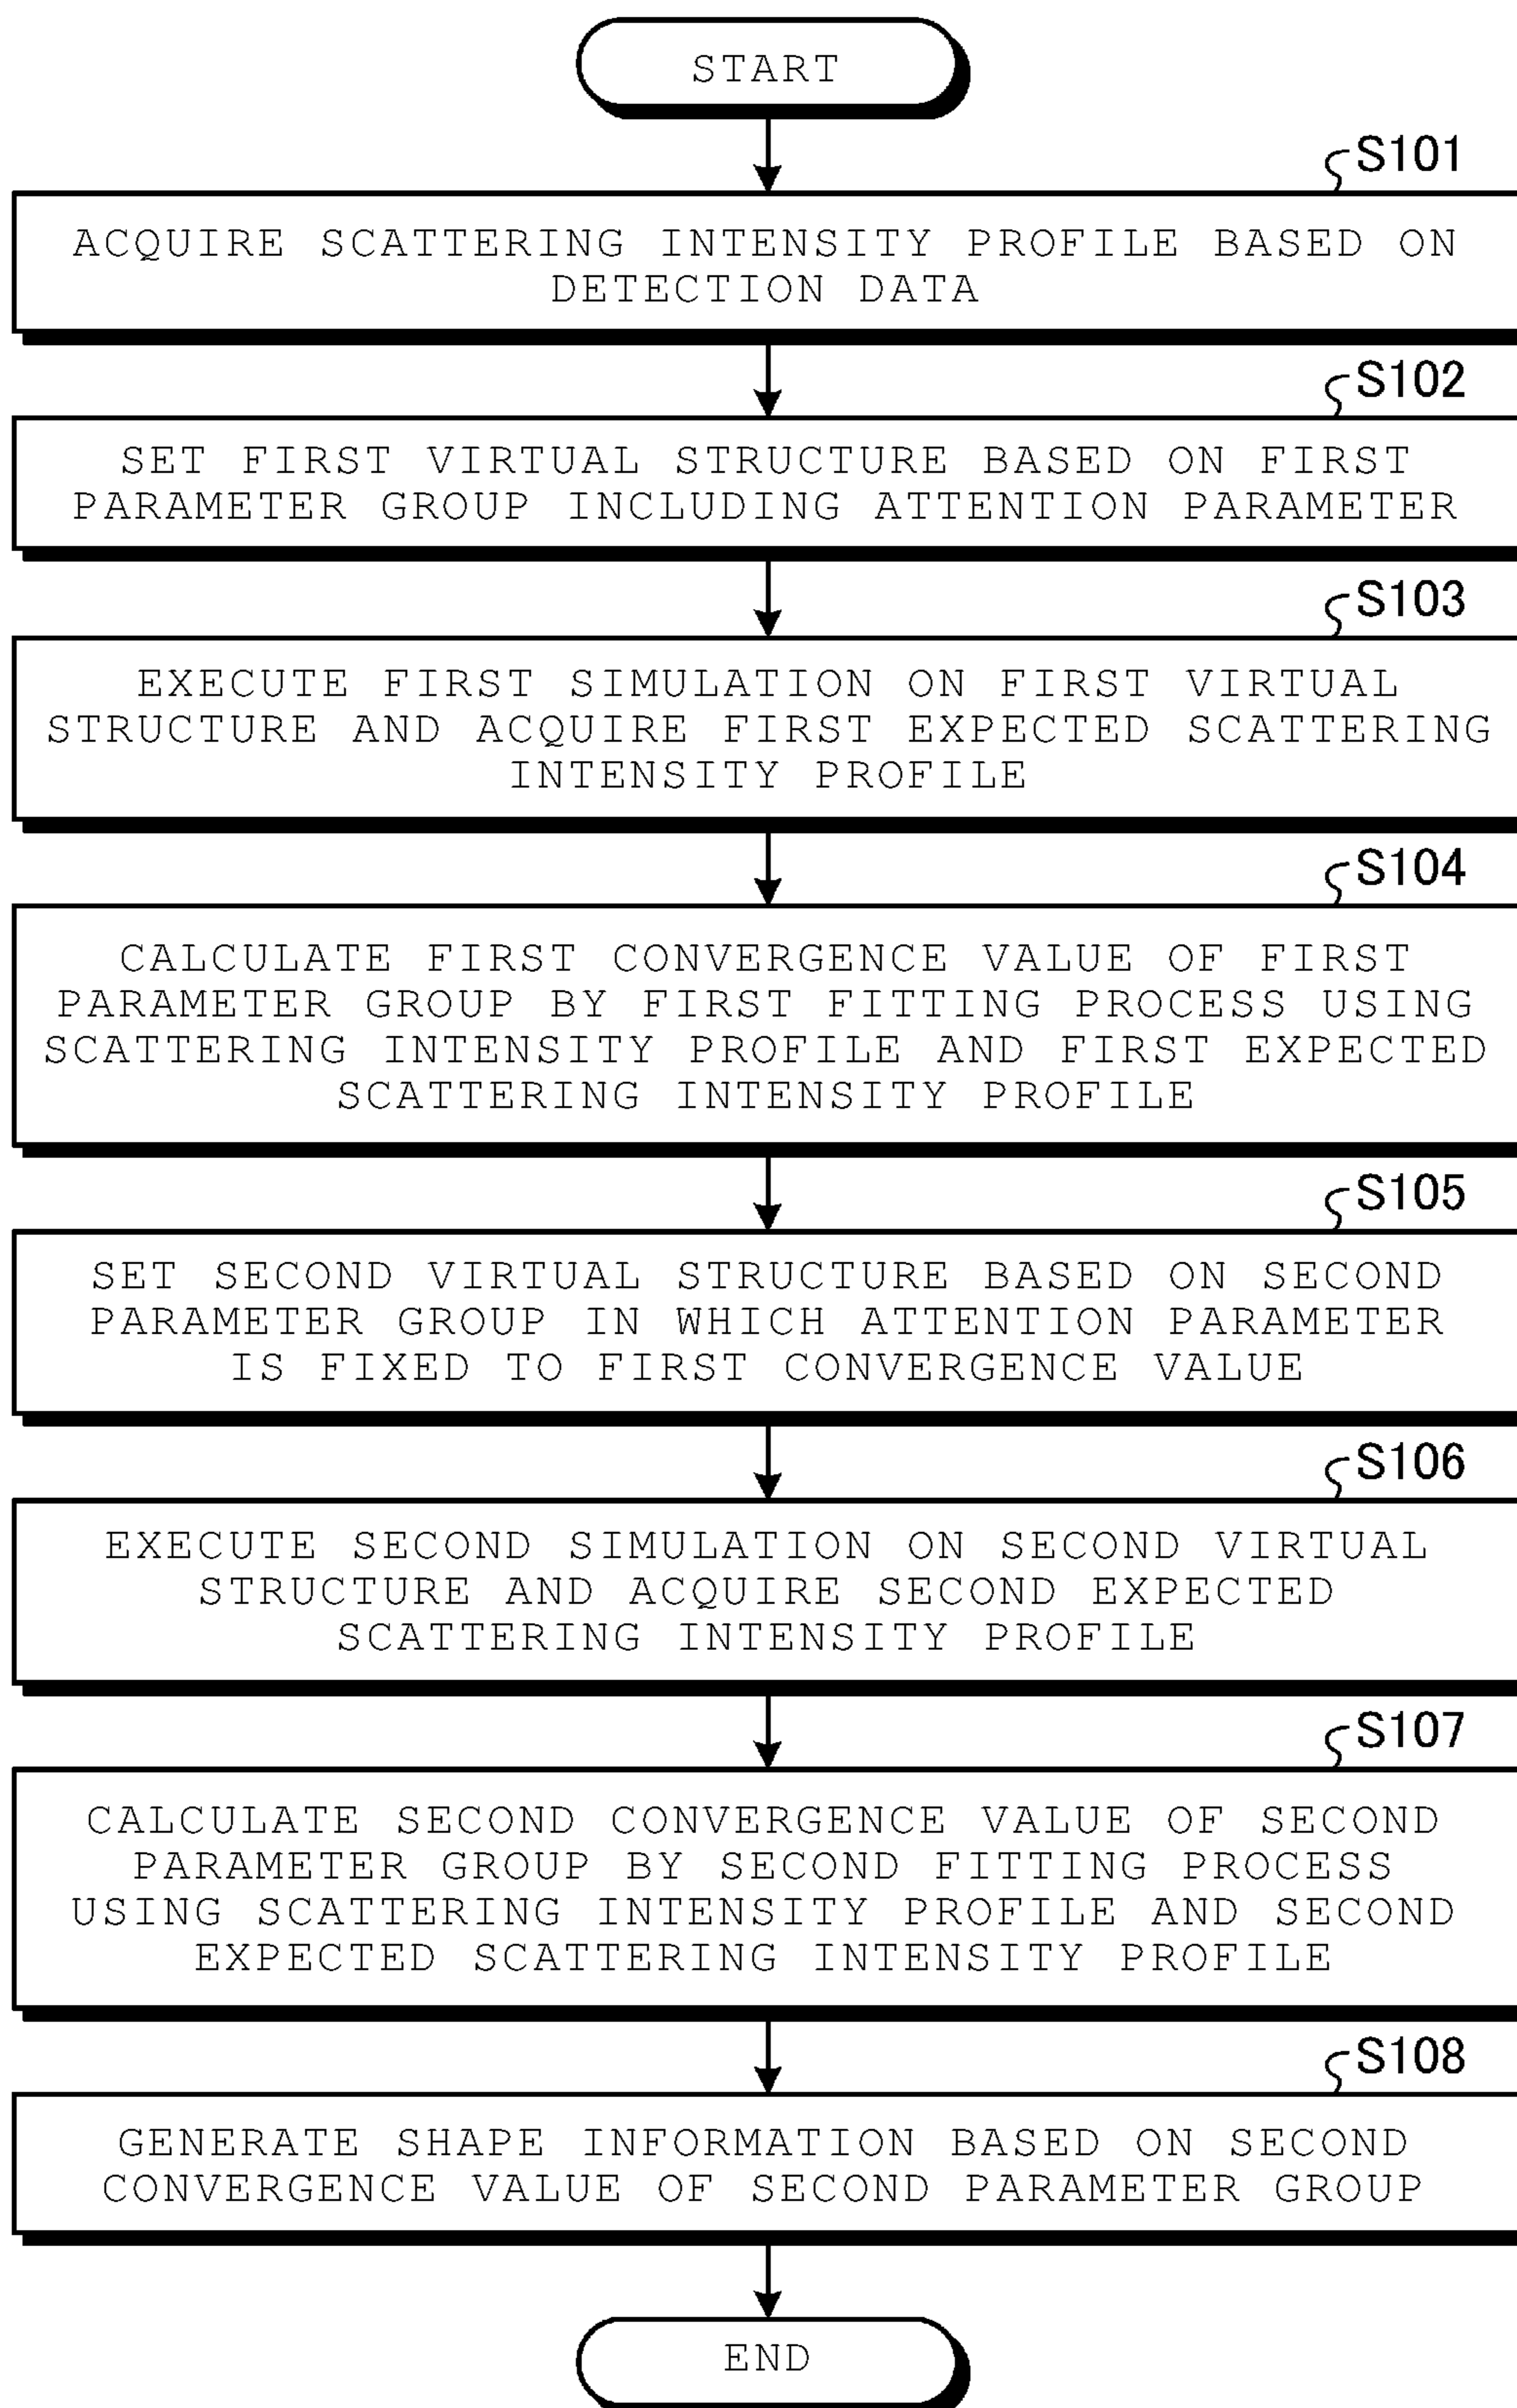 START
S101
ACQUIRE SCATTERING INTENSITY PROFILE BASED ON
DETECTION DATA
S102
SET FIRST VIRTUAL STRUCTURE BASED ON FIRST
PARAMETER GROUP INCLUDING ATTENTION PARAMETER
S103
EXECUTE FIRST SIMULATION ON FIRST VIRTUAL
STRUCTURE AND ACQUIRE FIRST EXPECTED SCATTERING
INTENSITY PROFILE
S104
CALCULATE FIRST CONVERGENCE VALUE OF FIRST
PARAMETER GROUP BY FIRST FITTING PROCESS USING
SCATTERING INTENSITY PROFILE AND FIRST EXPECTED
SCATTERING INTENSITY PROFILE
S105
SET SECOND VIRTUAL STRUCTURE BASED ON SECOND
PARAMETER GROUP IN WHICH ATTENTION PARAMETER
IS FIXED TO FIRST CONVERGENCE VALUE
S106
EXECUTE SECOND SIMULATION ON SECOND VIRTUAL
STRUCTURE AND ACQUIRE SECOND EXPECTED
SCATTERING INTENSITY PROFILE
S107
CALCULATE SECOND CONVERGENCE VALUE OF SECOND
PARAMETER GROUP BY SECOND FITTING PROCESS
USING SCATTERING INTENSITY PROFILE AND SECOND
EXPECTED SCATTERING INTENSITY PROFILE
S108
GENERATE SHAPE INFORMATION BASED ON SECOND
CONVERGENCE VALUE OF SECOND PARAMETER GROUP
END